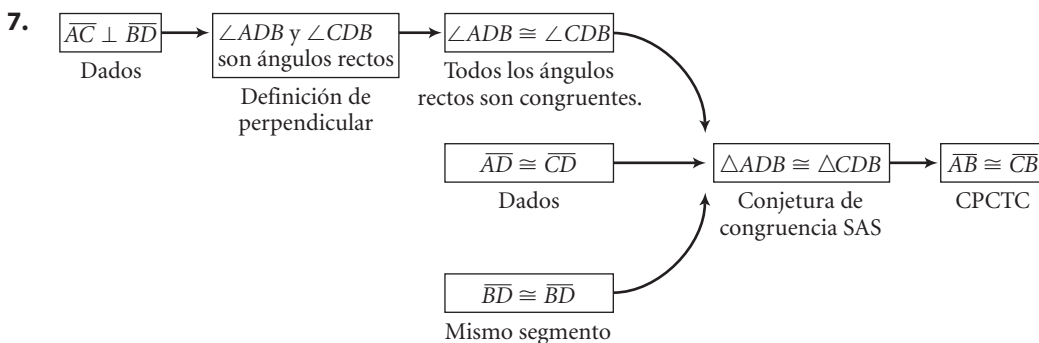 7.
AC ⊥ BD
Dados
∠ADB y ∠CDB
son ángulos rectos
Definición de
perpendicular
∠ADB ≅ ∠CDB
Todos los ángulos
rectos son congruentes.
AD ≅ CD
Dados
BD ≅ BD
Mismo segmento
△ADB ≅ △CDB
Conjetura de
congruencia SAS
AB ≅ CB
CPCTC